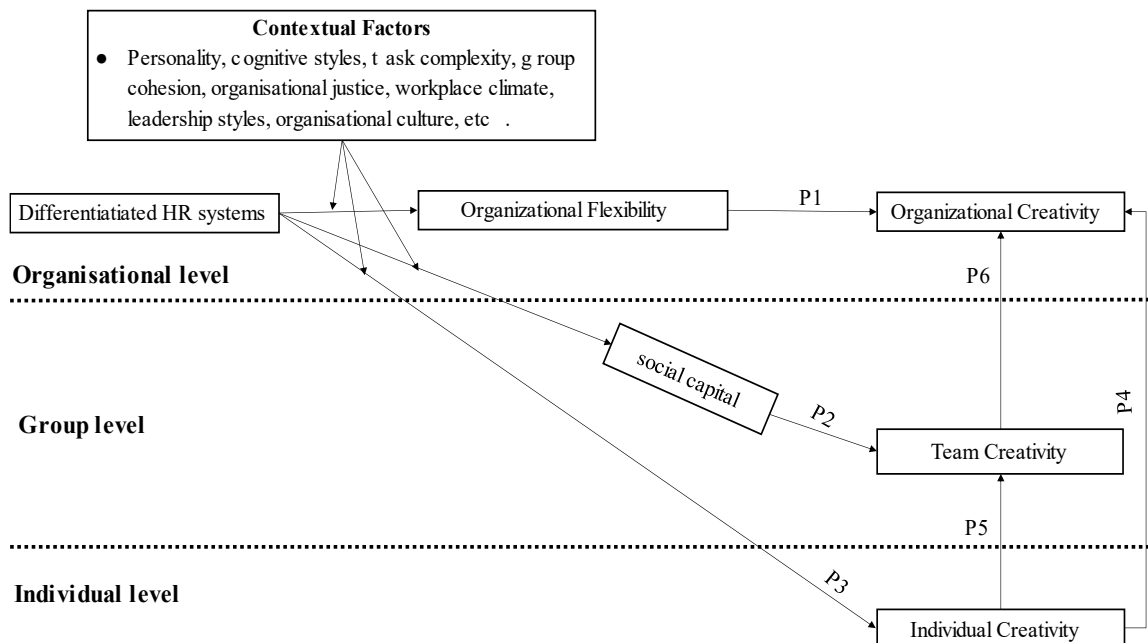 Contextual Factors
● Personality, cognitive styles, t ask complexity, g roup
cohesion, organisational justice, workplace climate,
leadership styles, organisational culture, etc .
Differentiatiated HR systems
Organizational Flexibility
P1
Organizational Creativity
Organisational level
P6
social capital
P4
Group level
P2
Team Creativity
P5
Individual level
P3
Individual Creativity